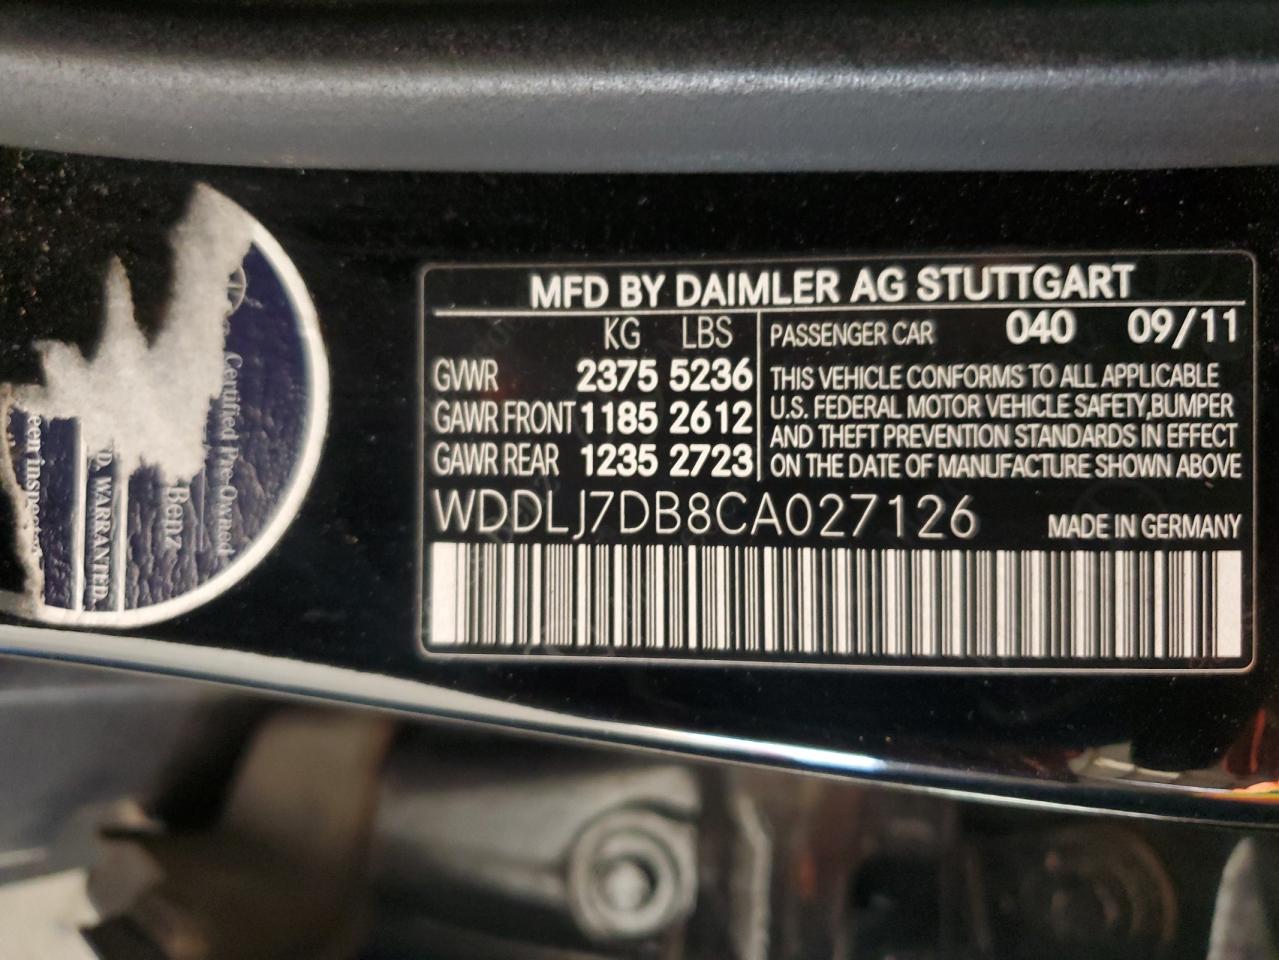 MFD BY DAIMLER AG STUTTGART
KG LBS
GVWR 2375 5236
GAWR FRONT 1185 2612
GAWR REAR 1235 2723
PASSENGER CAR 040 09/11
THIS VEHICLE CONFORMS TO ALL APPLICABLE
U.S. FEDERAL MOTOR VEHICLE SAFETY,BUMPER
AND THEFT PREVENTION STANDARDS IN EFFECT
ON THE DATE OF MANUFACTURE SHOWN ABOVE
WDDLJ7DB8CA027126 MADE IN GERMANY
Certified Pre-Owned
Benz
WARRANTED.